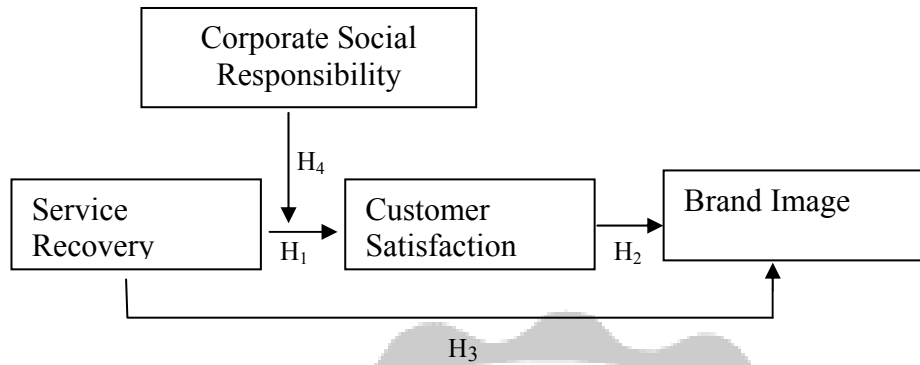 Corporate Social
Responsibility
H₄
Service
Recovery
H₁
Customer
Satisfaction
H₂
Brand Image
H₃